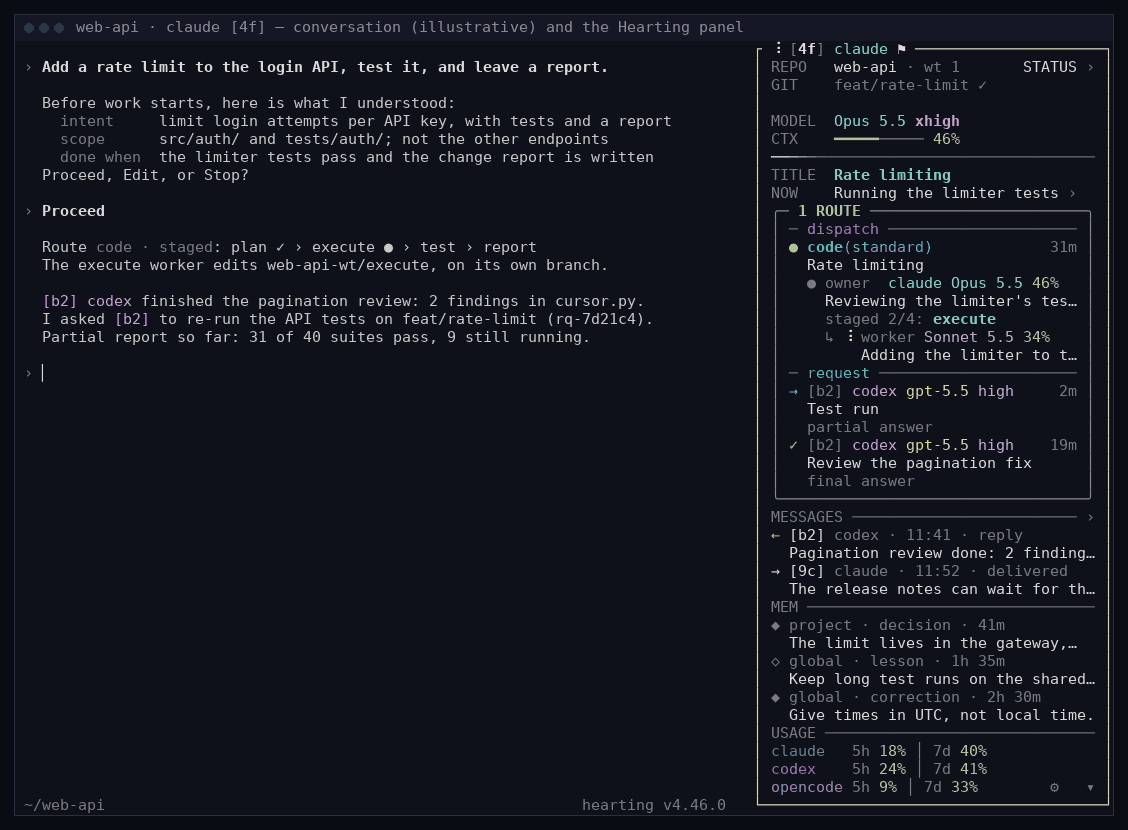 web-api · claude [4f] — conversation (illustrative) and the Hearting panel
› Add a rate limit to the login API, test it, and leave a report.
Before work starts, here is what I understood:
intent limit login attempts per API key, with tests and a report
scope src/auth/ and tests/auth/; not the other endpoints
done when the limiter tests pass and the change report is written
Proceed, Edit, or Stop?
› Proceed
Route code · staged: plan ✓ › execute ● › test › report
The execute worker edits web-api-wt/execute, on its own branch.
[b2] codex finished the pagination review: 2 findings in cursor.py.
I asked [b2] to re-run the API tests on feat/rate-limit (rq-7d21c4).
Partial report so far: 31 of 40 suites pass, 9 still running.
›
~/web-api hearting v4.46.0
⠸ [4f] claude ⚑
REPO web-api · wt 1 STATUS ›
GIT feat/rate-limit ✓
MODEL Opus 5.5 xhigh
CTX 46%
TITLE Rate limiting
NOW Running the limiter tests ›
1 ROUTE
dispatch
● code(standard) 31m
Rate limiting
● owner claude Opus 5.5 46%
Reviewing the limiter's tes…
staged 2/4: execute
↳ ⠸ worker Sonnet 5.5 34%
Adding the limiter to t…
request
→ [b2] codex gpt-5.5 high 2m
Test run
partial answer
✓ [b2] codex gpt-5.5 high 19m
Review the pagination fix
final answer
MESSAGES ›
← [b2] codex · 11:41 · reply
Pagination review done: 2 finding…
→ [9c] claude · 11:52 · delivered
The release notes can wait for th…
MEM
◆ project · decision · 41m
The limit lives in the gateway,…
◇ global · lesson · 1h 35m
Keep long test runs on the shared…
◆ global · correction · 2h 30m
Give times in UTC, not local time.
USAGE
claude 5h 18% │ 7d 40%
codex 5h 24% │ 7d 41%
opencode 5h 9% │ 7d 33% ⚙ ▾